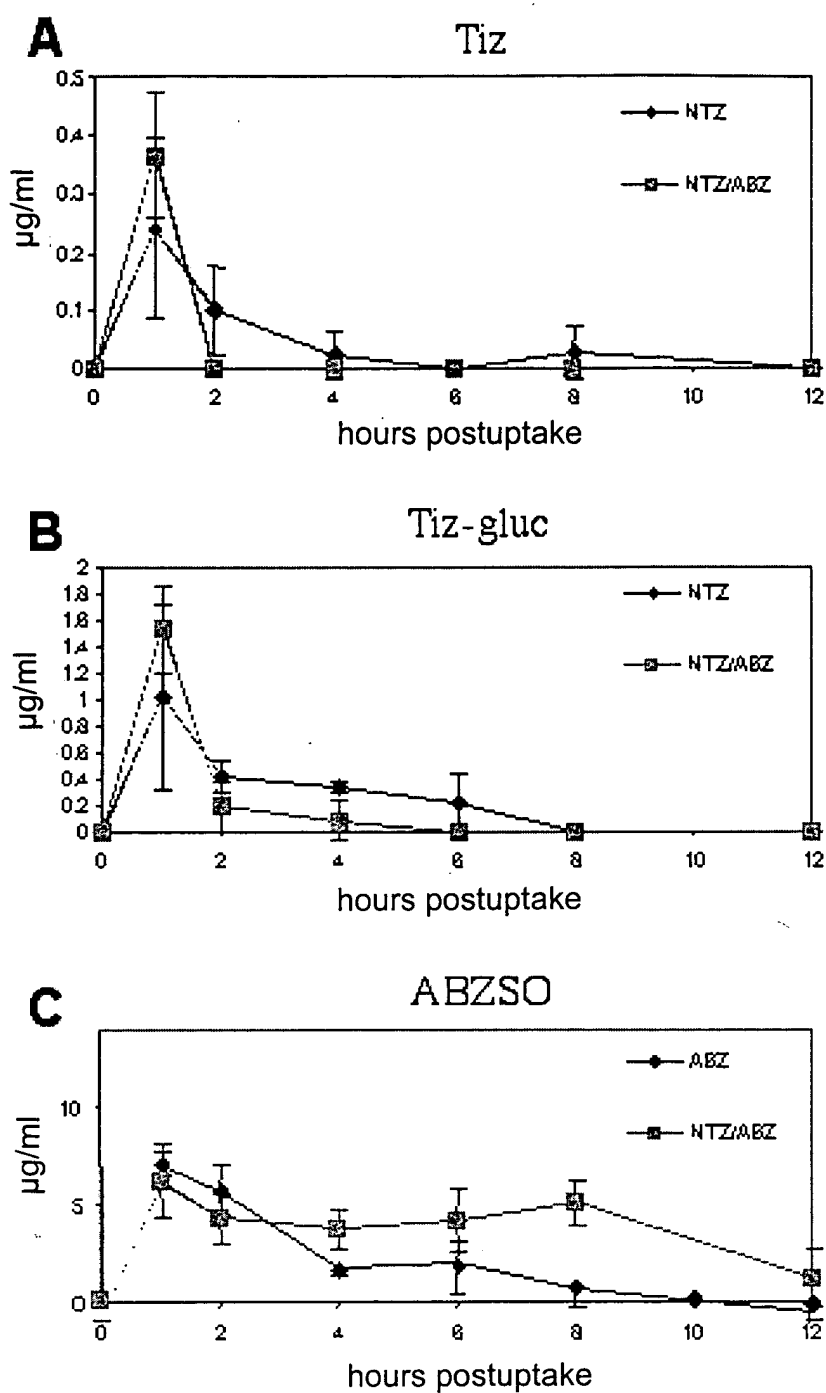 A
Tiz
0.5
0.4
0.3
0.2
0.1
0
µg/ml
NTZ
NTZ/ABZ
0 2 4 6 8 10 12
hours postuptake
B
Tiz-gluc
2
1.8
1.6
1.4
1.2
1
0.8
0.6
0.4
0.2
0
µg/ml
NTZ
NTZ/ABZ
0 2 4 6 8 10 12
hours postuptake
C
ABZSO
10
5
0
µg/ml
ABZ
NTZ/ABZ
0 2 4 6 8 10 12
hours postuptake